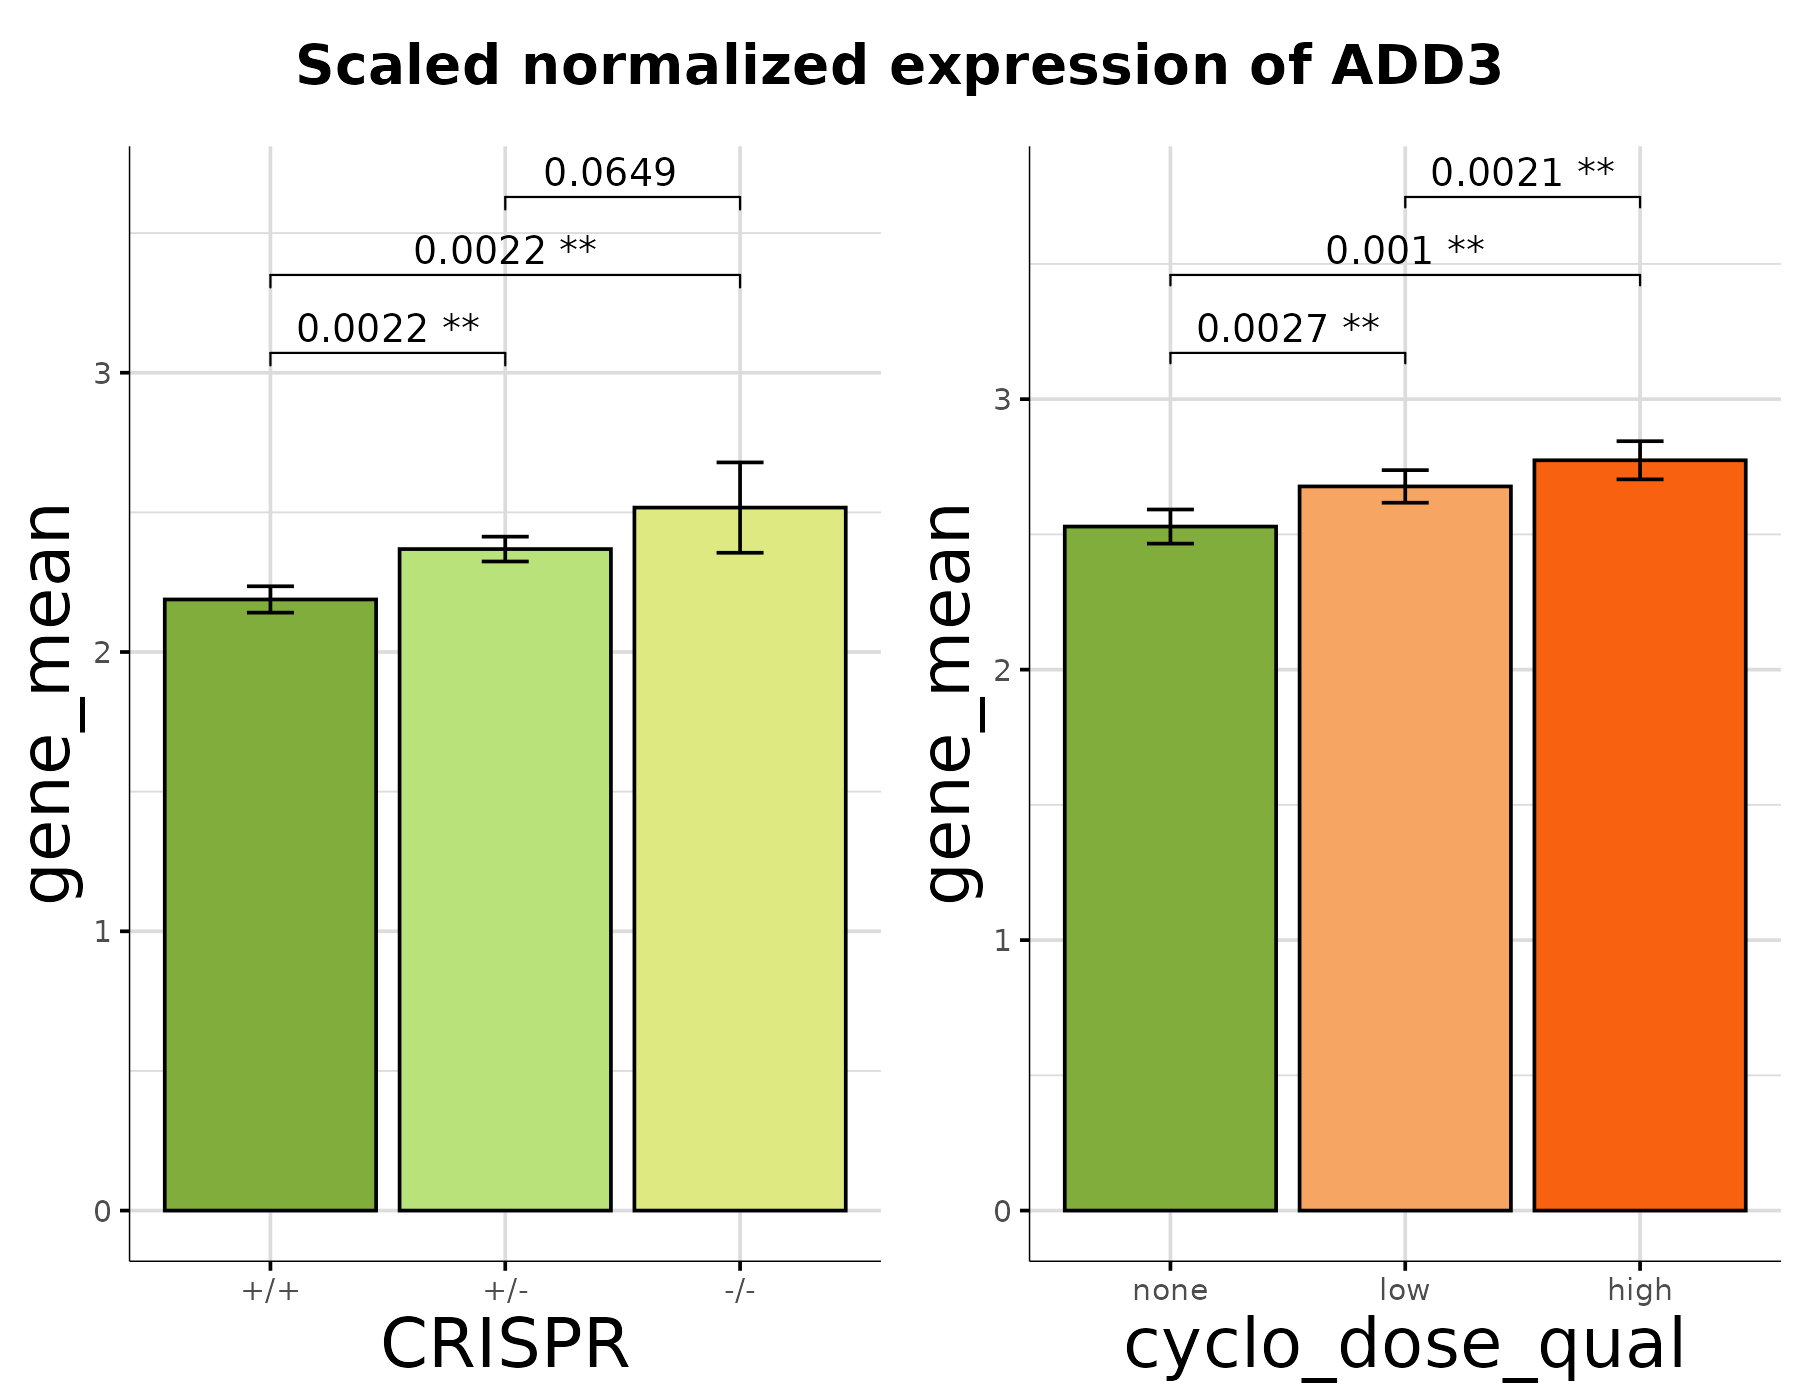 Scaled normalized expression of ADD3
gene_mean
0.0649
0.0022 **
0.0022 **
3
2
1
0
+/+ +/- -/-
CRISPR
gene_mean
0.0021 **
0.001 **
0.0027 **
3
2
1
0
none low high
cyclo_dose_qual